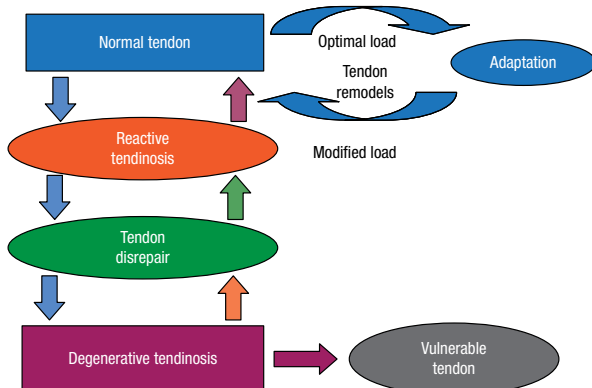 Normal tendon
Optimal load
Adaptation
Tendon
remodels
Reactive
tendinosis
Modified load
Tendon
disrepair
Degenerative tendinosis
Vulnerable
tendon